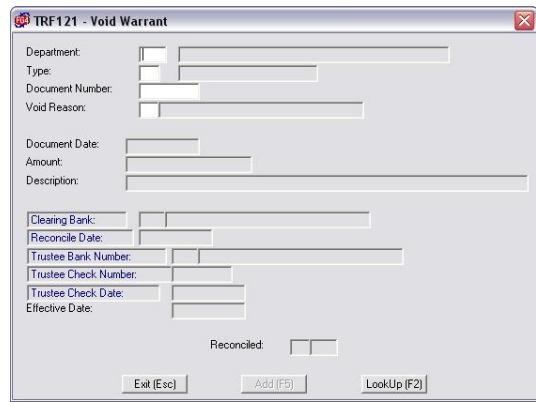 FG4 TRF121 - Void Warrant
Department:
Type:
Document Number:
Void Reason:
Document Date:
Amount:
Description:
Clearing Bank:
Reconcile Date:
Trustee Bank Number:
Trustee Check Number:
Trustee Check Date:
Effective Date:
Reconciled:
Exit (Esc) Add (F5) LookUp (F2)